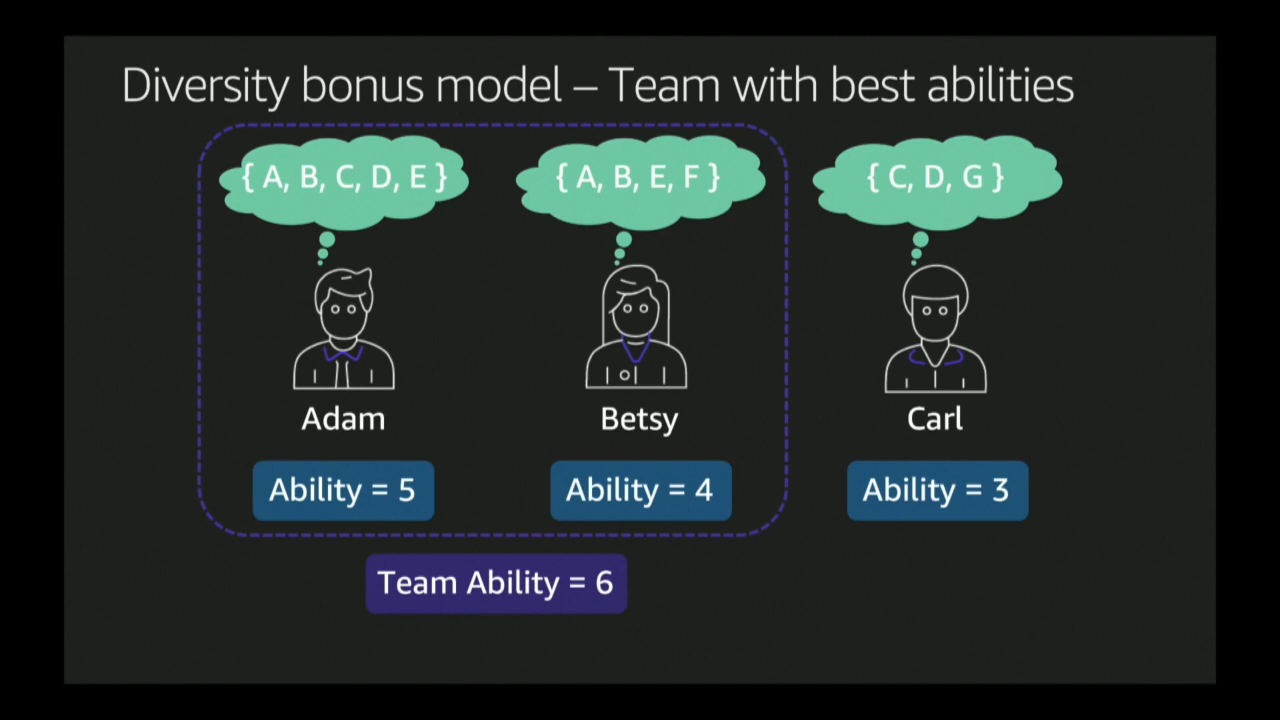 Diversity bonus model – Team with best abilities
{ A, B, C, D, E }
{ A, B, E, F }
{ C, D, G }
Adam
Betsy
Carl
Ability = 5
Ability = 4
Ability = 3
Team Ability = 6